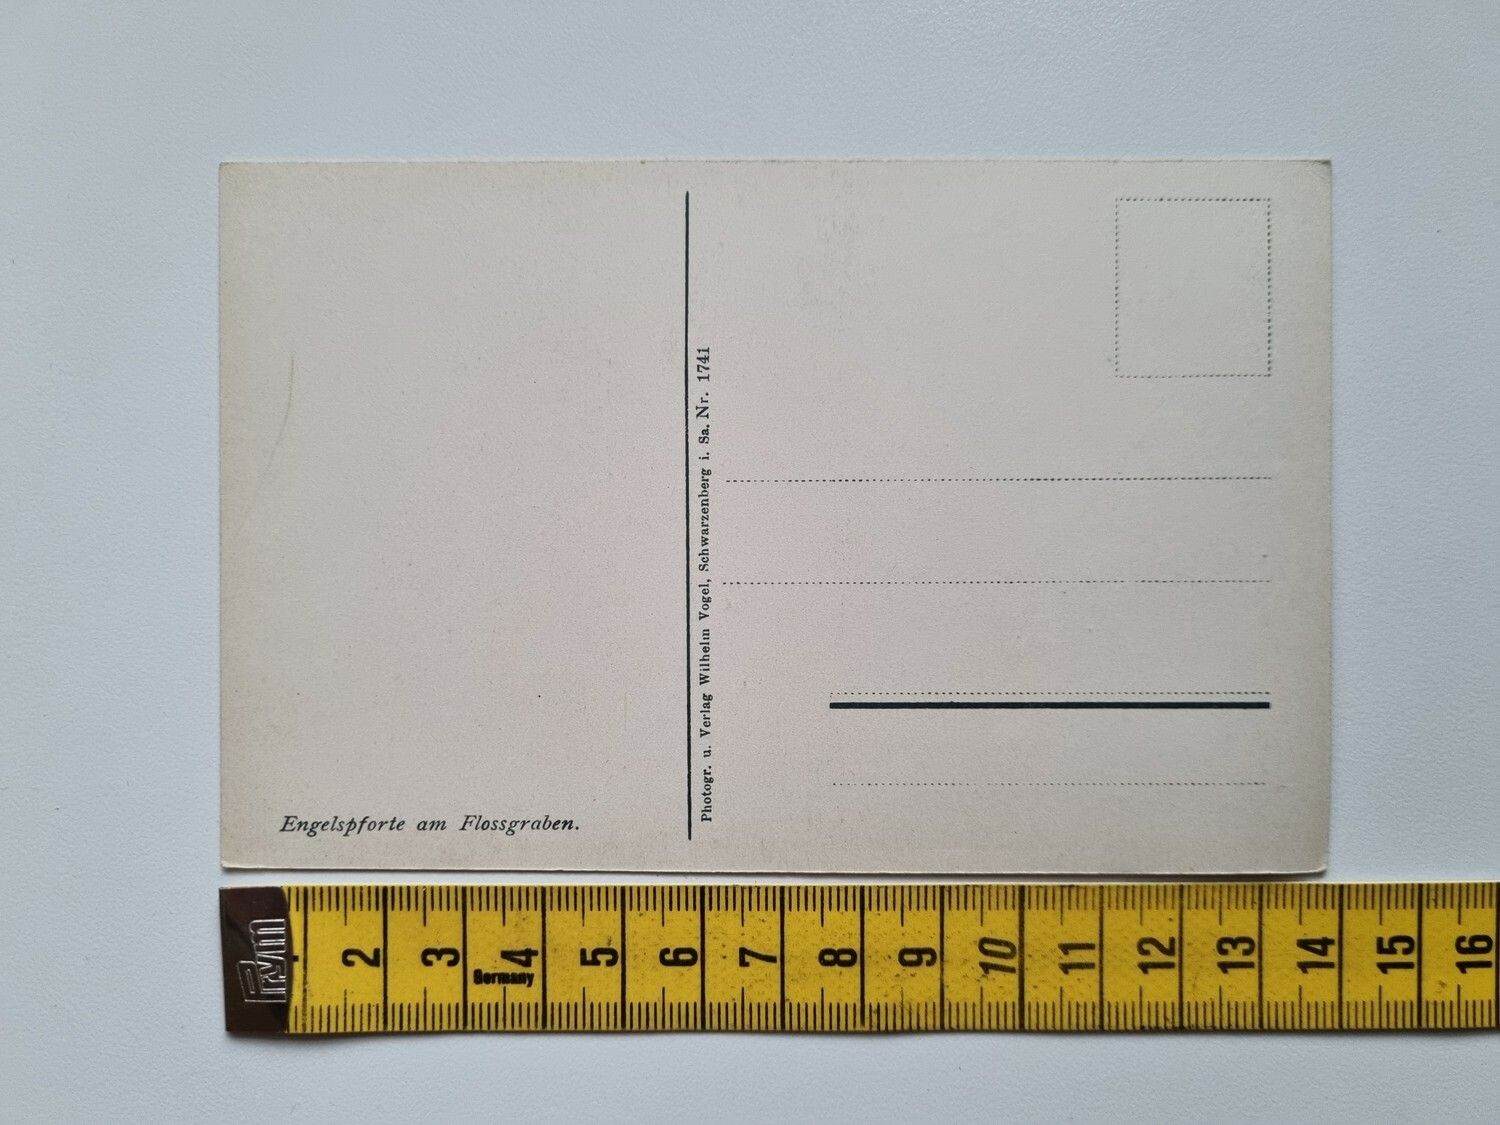 Engelspforte am Flossgraben.
Photogr. u. Verlag Wilhelm Vogel, Schwarzenberg i. Sa. Nr. 1741
Prym
2 3 4 5 6 7 8 9 10 11 12 13 14 15 16
Germany